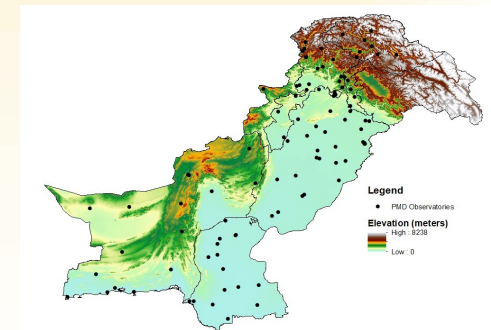 Legend
PMD Observatories
Elevation (meters)
High : 8238
Low : 0